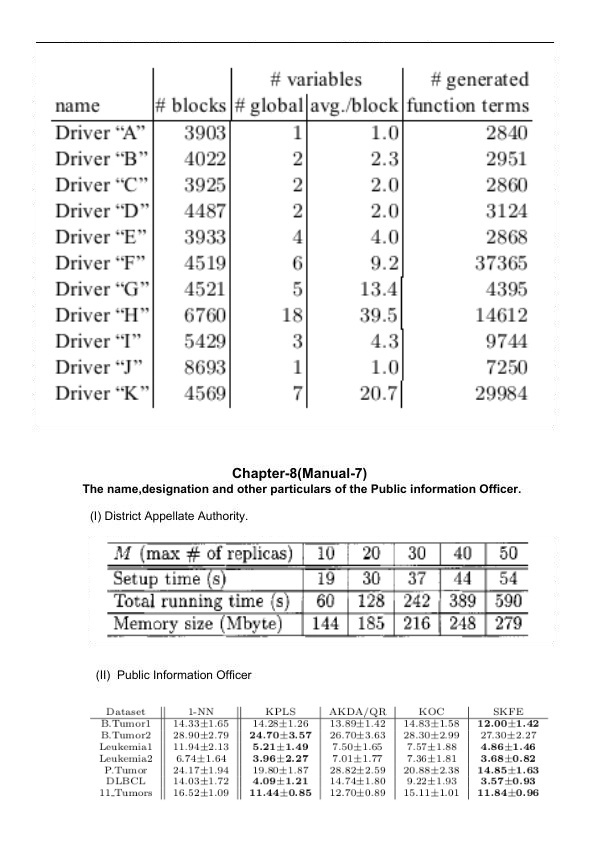 # variables # generated
name # blocks # global avg./block function terms
Driver “A” 3903 1 1.0 2840
Driver “B” 4022 2 2.3 2951
Driver “C” 3925 2 2.0 2860
Driver “D” 4487 2 2.0 3124
Driver “E” 3933 4 4.0 2868
Driver “F” 4519 6 9.2 37365
Driver “G” 4521 5 13.4 4395
Driver “H” 6760 18 39.5 14612
Driver “I” 5429 3 4.3 9744
Driver “J” 8693 1 1.0 7250
Driver “K” 4569 7 20.7 29984
Chapter-8(Manual-7)
The name,designation and other particulars of the Public information Officer.
(I) District Appellate Authority.
M (max # of replicas) 10 20 30 40 50
Setup time (s) 19 30 37 44 54
Total running time (s) 60 128 242 389 590
Memory size (Mbyte) 144 185 216 248 279
(II) Public Information Officer
Dataset 1-NN KPLS AKDA/QR KOC SKFE
B.Tumor1 14.33±1.65 14.28±1.26 13.89±1.42 14.83±1.58 12.00±1.42
B.Tumor2 28.90±2.79 24.70±3.57 26.70±3.63 28.30±2.99 27.30±2.27
Leukemia1 11.94±2.13 5.21±1.49 7.50±1.65 7.57±1.88 4.86±1.46
Leukemia2 6.74±1.64 3.96±2.27 7.01±1.77 7.36±1.81 3.68±0.82
P.Tumor 24.17±1.94 19.80±1.87 28.82±2.59 20.88±2.38 14.85±1.63
DLBCL 14.03±1.72 4.09±1.21 14.74±1.80 9.22±1.93 3.57±0.93
11_Tumors 16.52±1.09 11.44±0.85 12.70±0.89 15.11±1.01 11.84±0.96